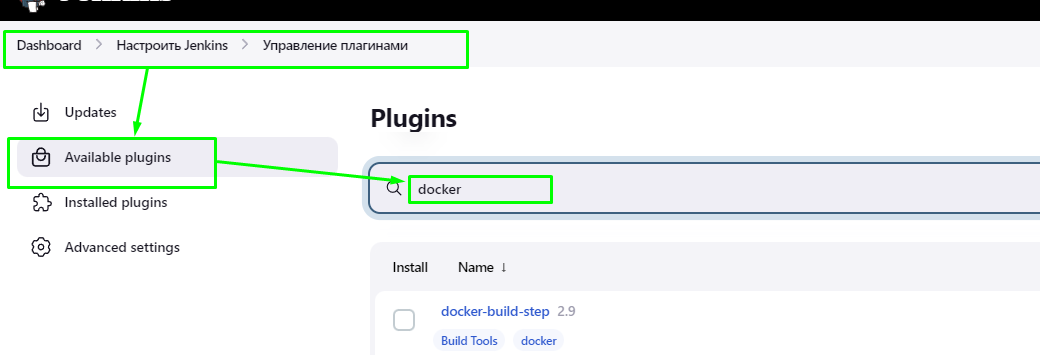 Dashboard > Настроить Jenkins > Управление плагинами
Updates
Available plugins
Installed plugins
Advanced settings
Plugins
docker
Install Name ↓
docker-build-step 2.9
Build Tools docker